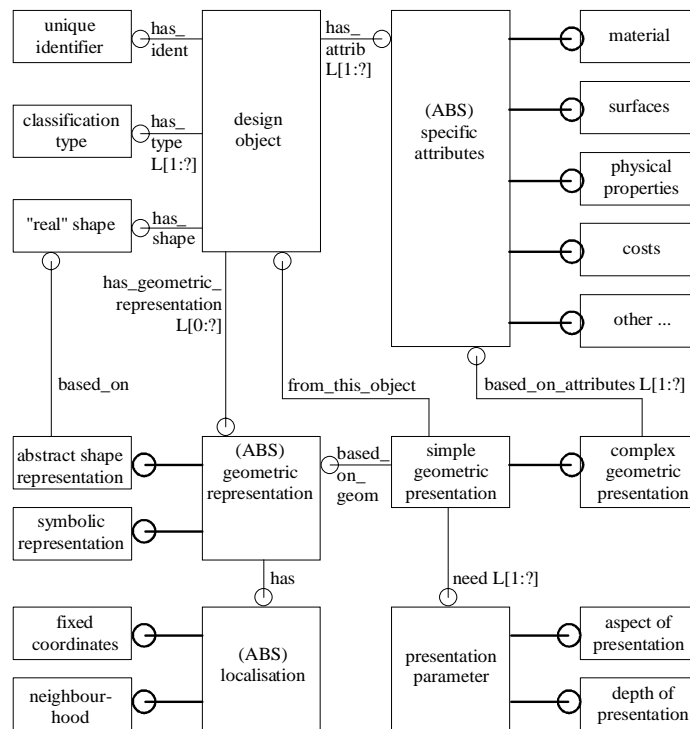 unique
identifier
has_
ident
classification
type
has_
type
L[1:?]
"real" shape
has_
shape
design
object
has_
attrib
L[1:?]
(ABS)
specific
attributes
material
surfaces
physical
properties
costs
other ...
has_geometric_
representation
L[0:?]
based_on
from_this_object
based_on_attributes L[1:?]
abstract shape
representation
symbolic
representation
(ABS)
geometric
representation
based_
on_
geom
simple
geometric
presentation
complex
geometric
presentation
has
need L[1:?]
fixed
coordinates
neighbour-
hood
(ABS)
localisation
presentation
parameter
aspect of
presentation
depth of
presentation